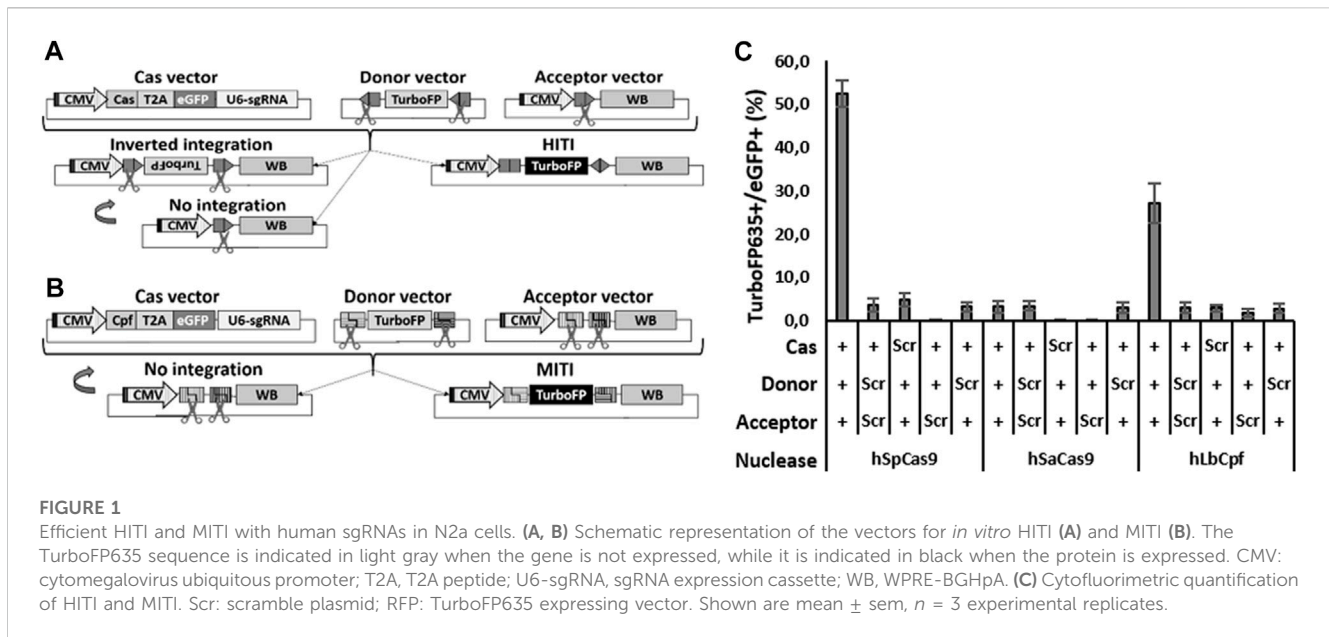 A
Cas vector
Donor vector
Acceptor vector
CMV Cas T2A eGFP U6-sgRNA
TurboFP
CMV WB
Inverted integration
HITI
CMV TurboFP WB
CMV TurboFP WB
No integration
CMV WB
B
Cas vector
Donor vector
Acceptor vector
CMV Cpf T2A eGFP U6-sgRNA
TurboFP
CMV WB
No integration
MITI
CMV WB
CMV TurboFP WB
C
TurboFP635+/eGFP+ (%)
60,0
50,0
40,0
30,0
20,0
10,0
0,0
Cas + + Scr + + + + Scr + + + + Scr + +
Donor + Scr + + Scr + Scr + + Scr + Scr + + Scr
Acceptor + Scr + Scr + + Scr + Scr + + Scr + Scr +
Nuclease hSpCas9 hSaCas9 hLbCpf
FIGURE 1
Efficient HITI and MITI with human sgRNAs in N2a cells. (A, B) Schematic representation of the vectors for in vitro HITI (A) and MITI (B). The
TurboFP635 sequence is indicated in light gray when the gene is not expressed, while it is indicated in black when the protein is expressed. CMV:
cytomegalovirus ubiquitous promoter; T2A, T2A peptide; U6-sgRNA, sgRNA expression cassette; WB, WPRE-BGHpA. (C) Cytofluorimetric quantification
of HITI and MITI. Scr: scramble plasmid; RFP: TurboFP635 expressing vector. Shown are mean ± sem, n = 3 experimental replicates.